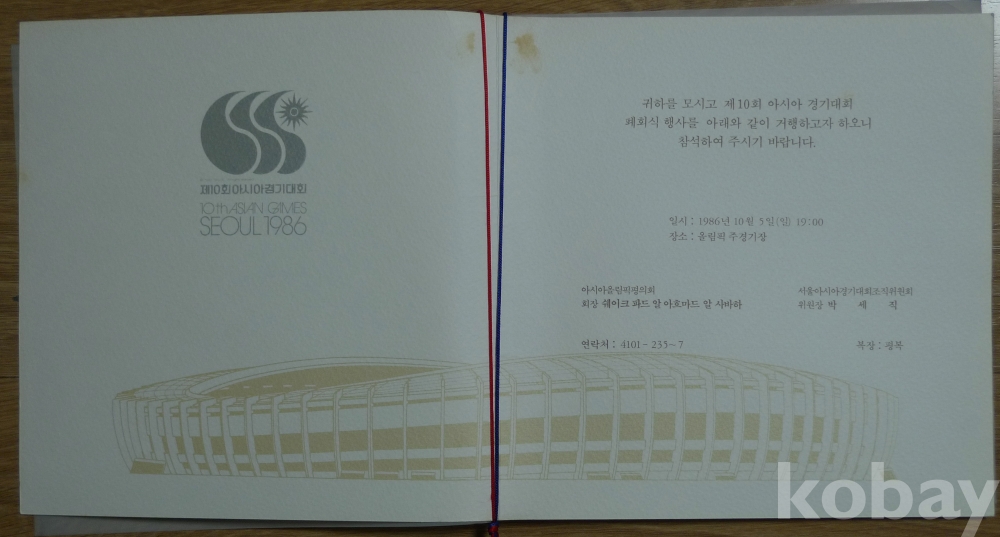 제10회아시아경기대회
10th ASIAN GAMES
SEOUL 1986
귀하를 모시고 제10회 아시아 경기대회
폐회식 행사를 아래와 같이 거행하고자 하오니
참석하여 주시기 바랍니다.
일시 : 1986년 10월 5일(일) 19:00
장소 : 올림픽 주경기장
아시아올림픽평의회
회장 쉐이크 파드 알 아흐마드 알 사바하
서울아시아경기대회조직위원회
위원장 박 세 직
연락처 : 4101-235~7
복장 : 평복
kobay